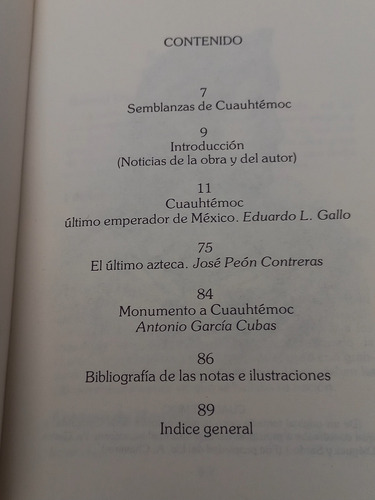 CONTENIDO
7
Semblanzas de Cuauhtémoc
9
Introducción
(Noticias de la obra y del autor)
11
Cuauhtémoc
último emperador de México. Eduardo L. Gallo
75
El último azteca. José Peón Contreras
84
Monumento a Cuauhtémoc
Antonio García Cubas
86
Bibliografía de las notas e ilustraciones
89
Indice general